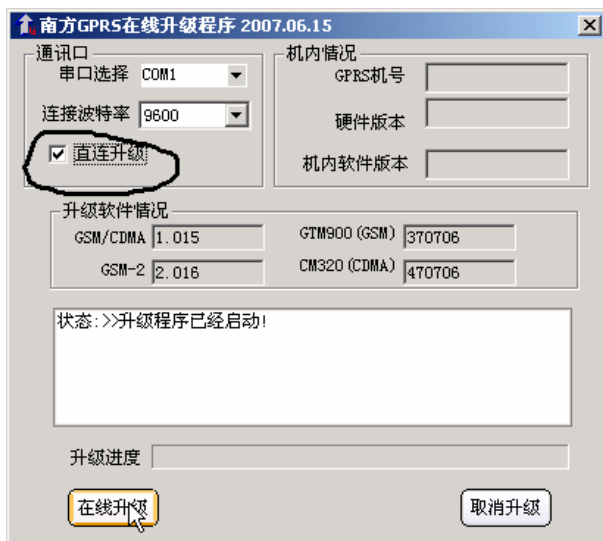 南方GPRS在线升级程序 2007.06.15
通讯口
串口选择 COM1
连接波特率 9600
直连升级
机内情况
GPRS机号
硬件版本
机内软件版本
升级软件情况
GSM/CDMA 1.015 GTM900(GSM) 370706
GSM-2 2.016 CM320(CDMA) 470706
状态:>>升级程序已经启动!
升级进度
在线升级 取消升级